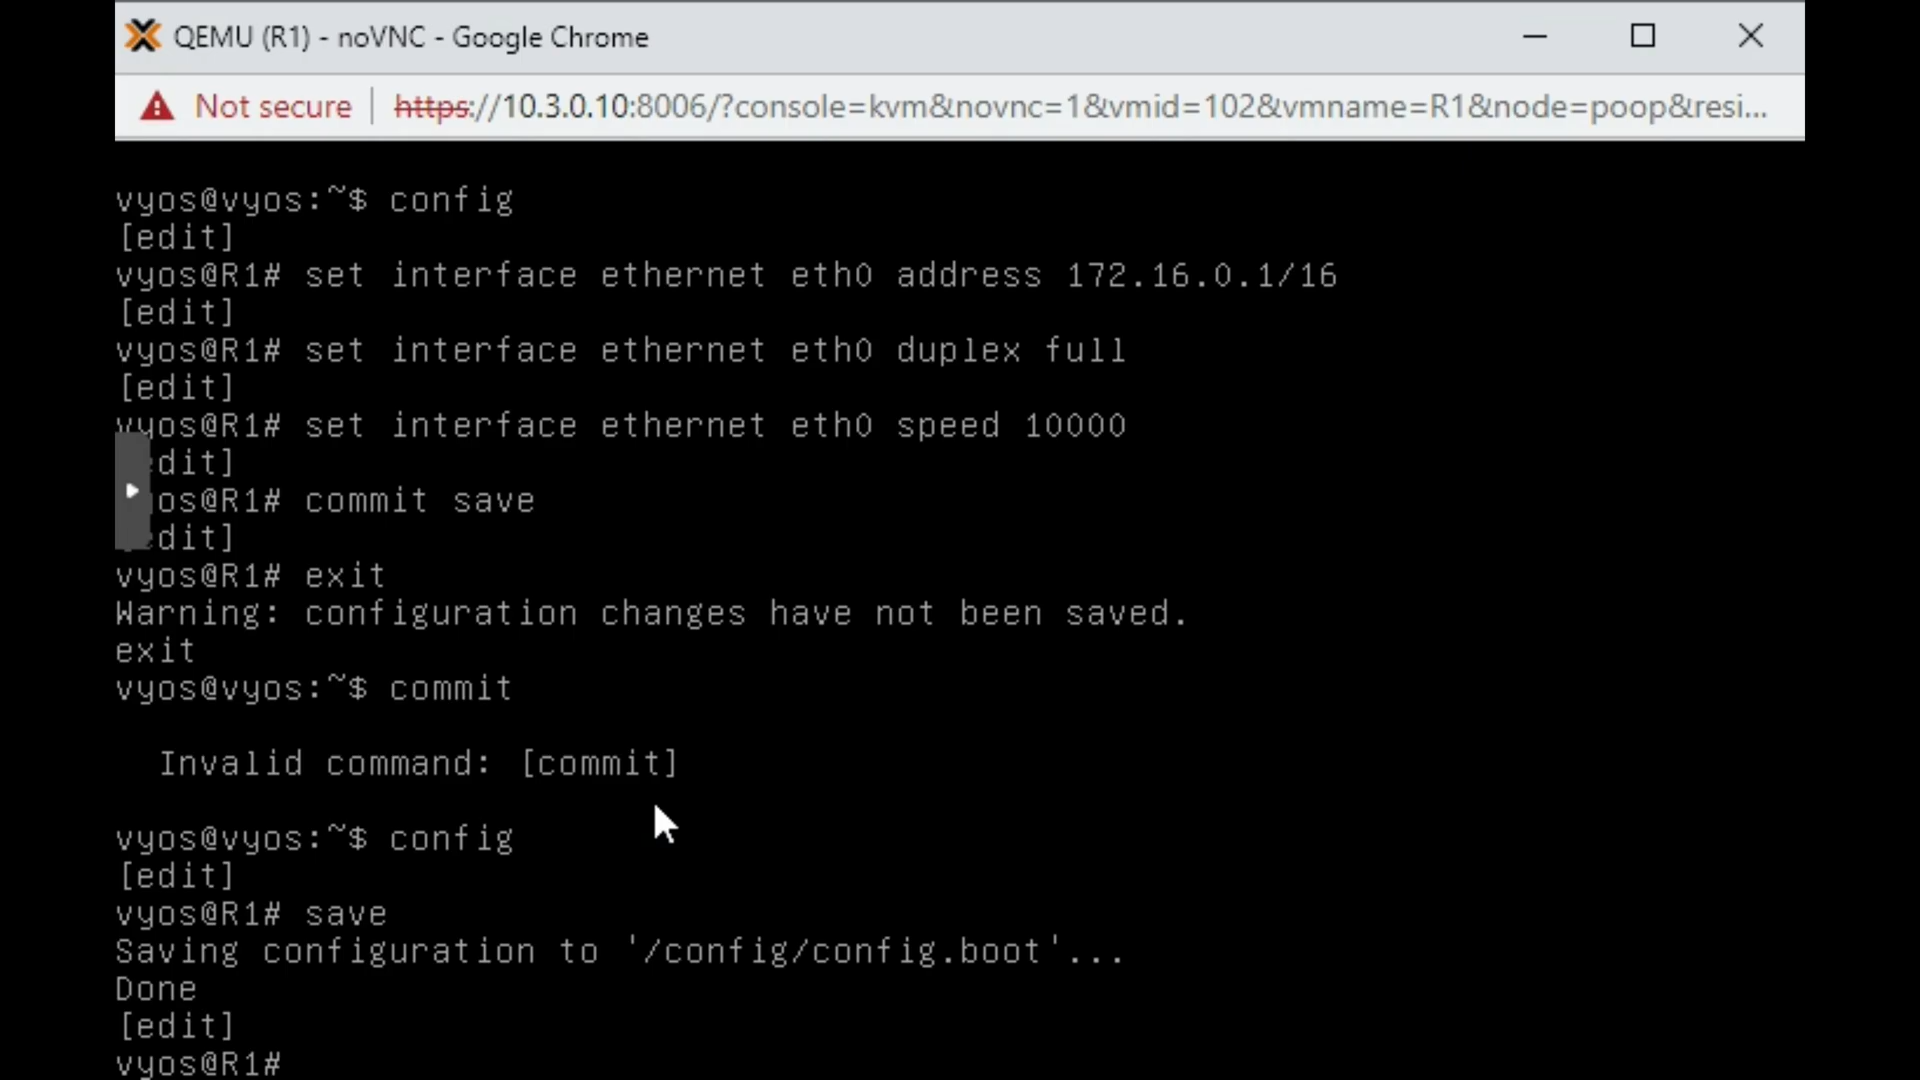 QEMU (R1) - noVNC - Google Chrome
Not secure https://10.3.0.10:8006/?console=kvm&novnc=1&vmid=102&vmname=R1&node=poop&resi...
vyos@vyos:~$ config
[edit]
vyos@R1# set interface ethernet eth0 address 172.16.0.1/16
[edit]
vyos@R1# set interface ethernet eth0 duplex full
[edit]
vyos@R1# set interface ethernet eth0 speed 10000
edit]
yos@R1# commit save
edit]
vyos@R1# exit
Warning: configuration changes have not been saved.
exit
vyos@vyos:~$ commit
Invalid command: [commit]
vyos@vyos:~$ config
[edit]
vyos@R1# save
Saving configuration to '/config/config.boot'...
Done
[edit]
vyos@R1#